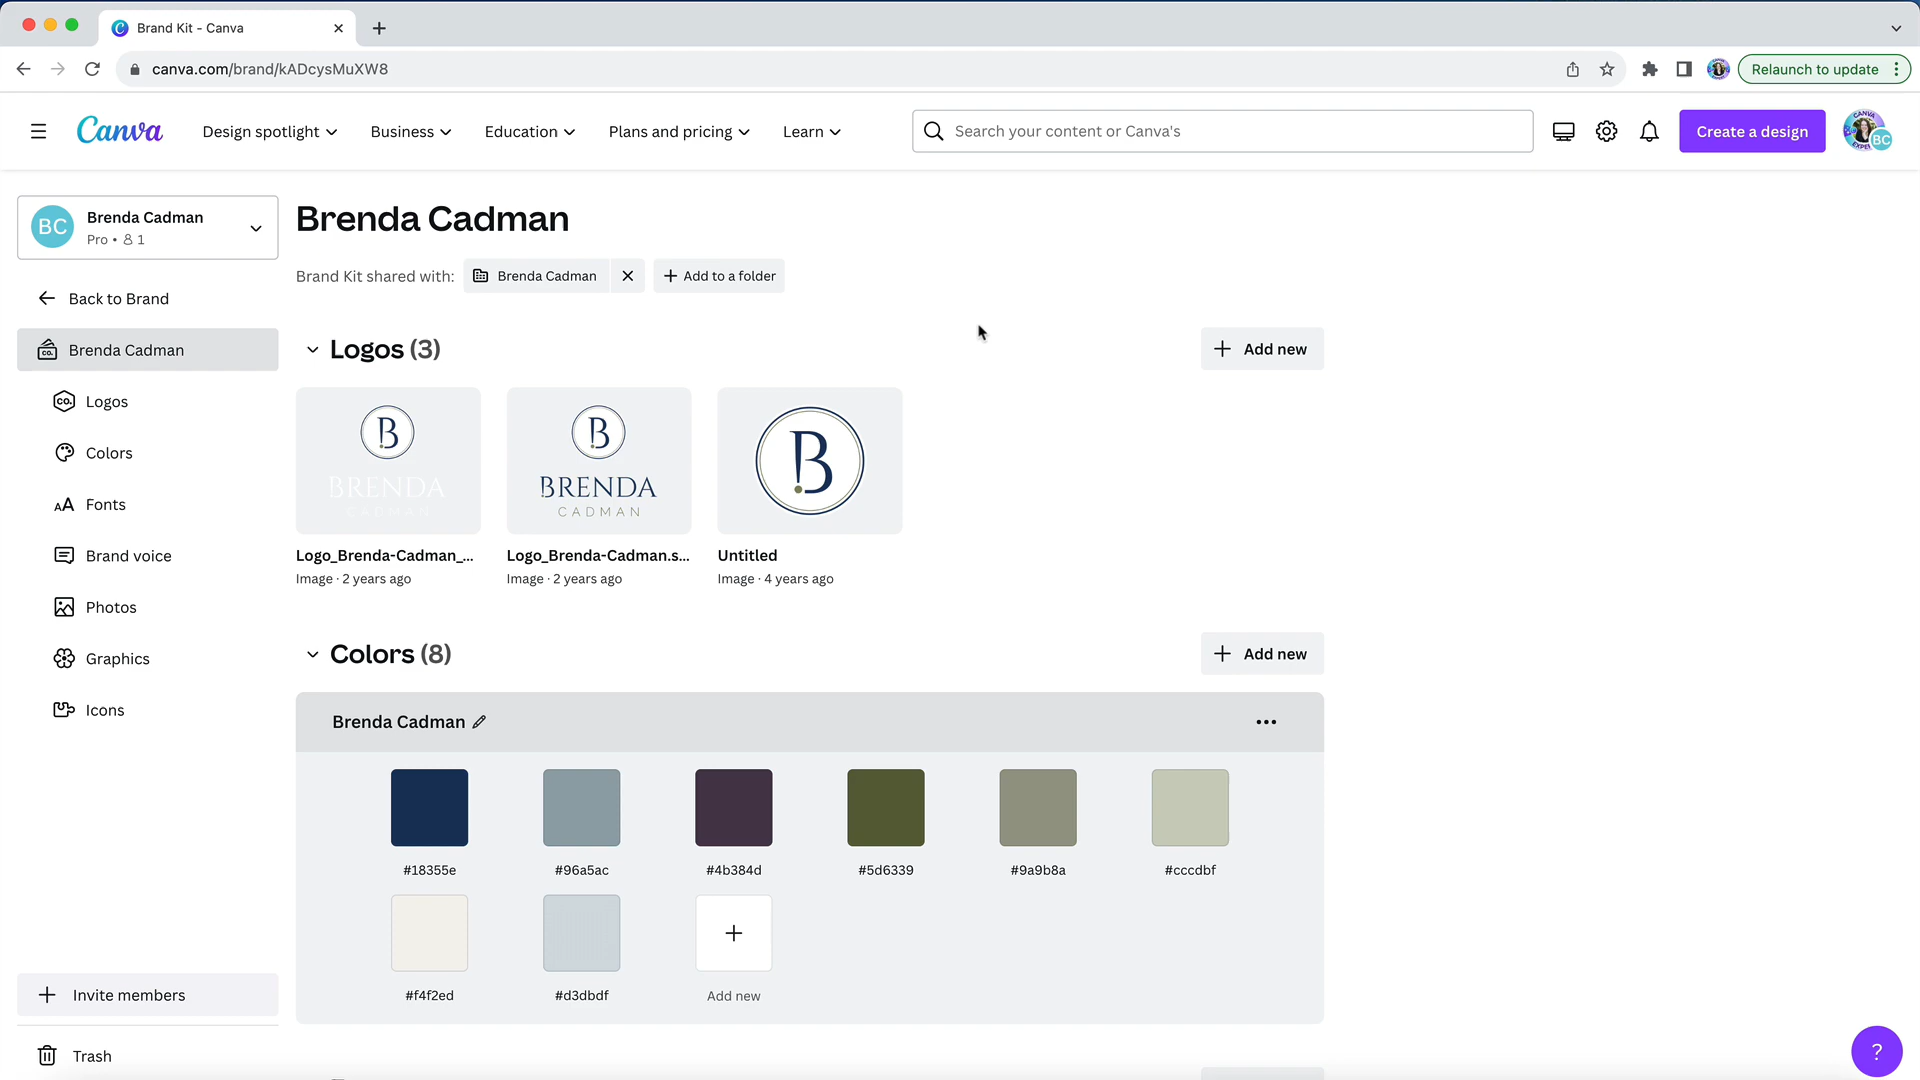 Brand Kit - Canva
canva.com/brand/kADcysMuXW8
Relaunch to update
Canva
Design spotlight
Business
Education
Plans and pricing
Learn
Search your content or Canva's
Create a design
CANVA
BC
BC
Brenda Cadman
Pro • 1
Back to Brand
Brenda Cadman
Logos
Colors
Fonts
Brand voice
Photos
Graphics
Icons
Invite members
Trash
Brenda Cadman
Brand Kit shared with:
Brenda Cadman
Add to a folder
Logos (3)
Add new
B
BRENDA
CADMAN
B
BRENDA
CADMAN
B
Logo_Brenda-Cadman_...
Logo_Brenda-Cadman.s...
Untitled
Image · 2 years ago
Image · 2 years ago
Image · 4 years ago
Colors (8)
Add new
Brenda Cadman
#18355e
#96a5ac
#4b384d
#5d6339
#9a9b8a
#cccdbf
#f4f2ed
#d3dbdf
Add new
?